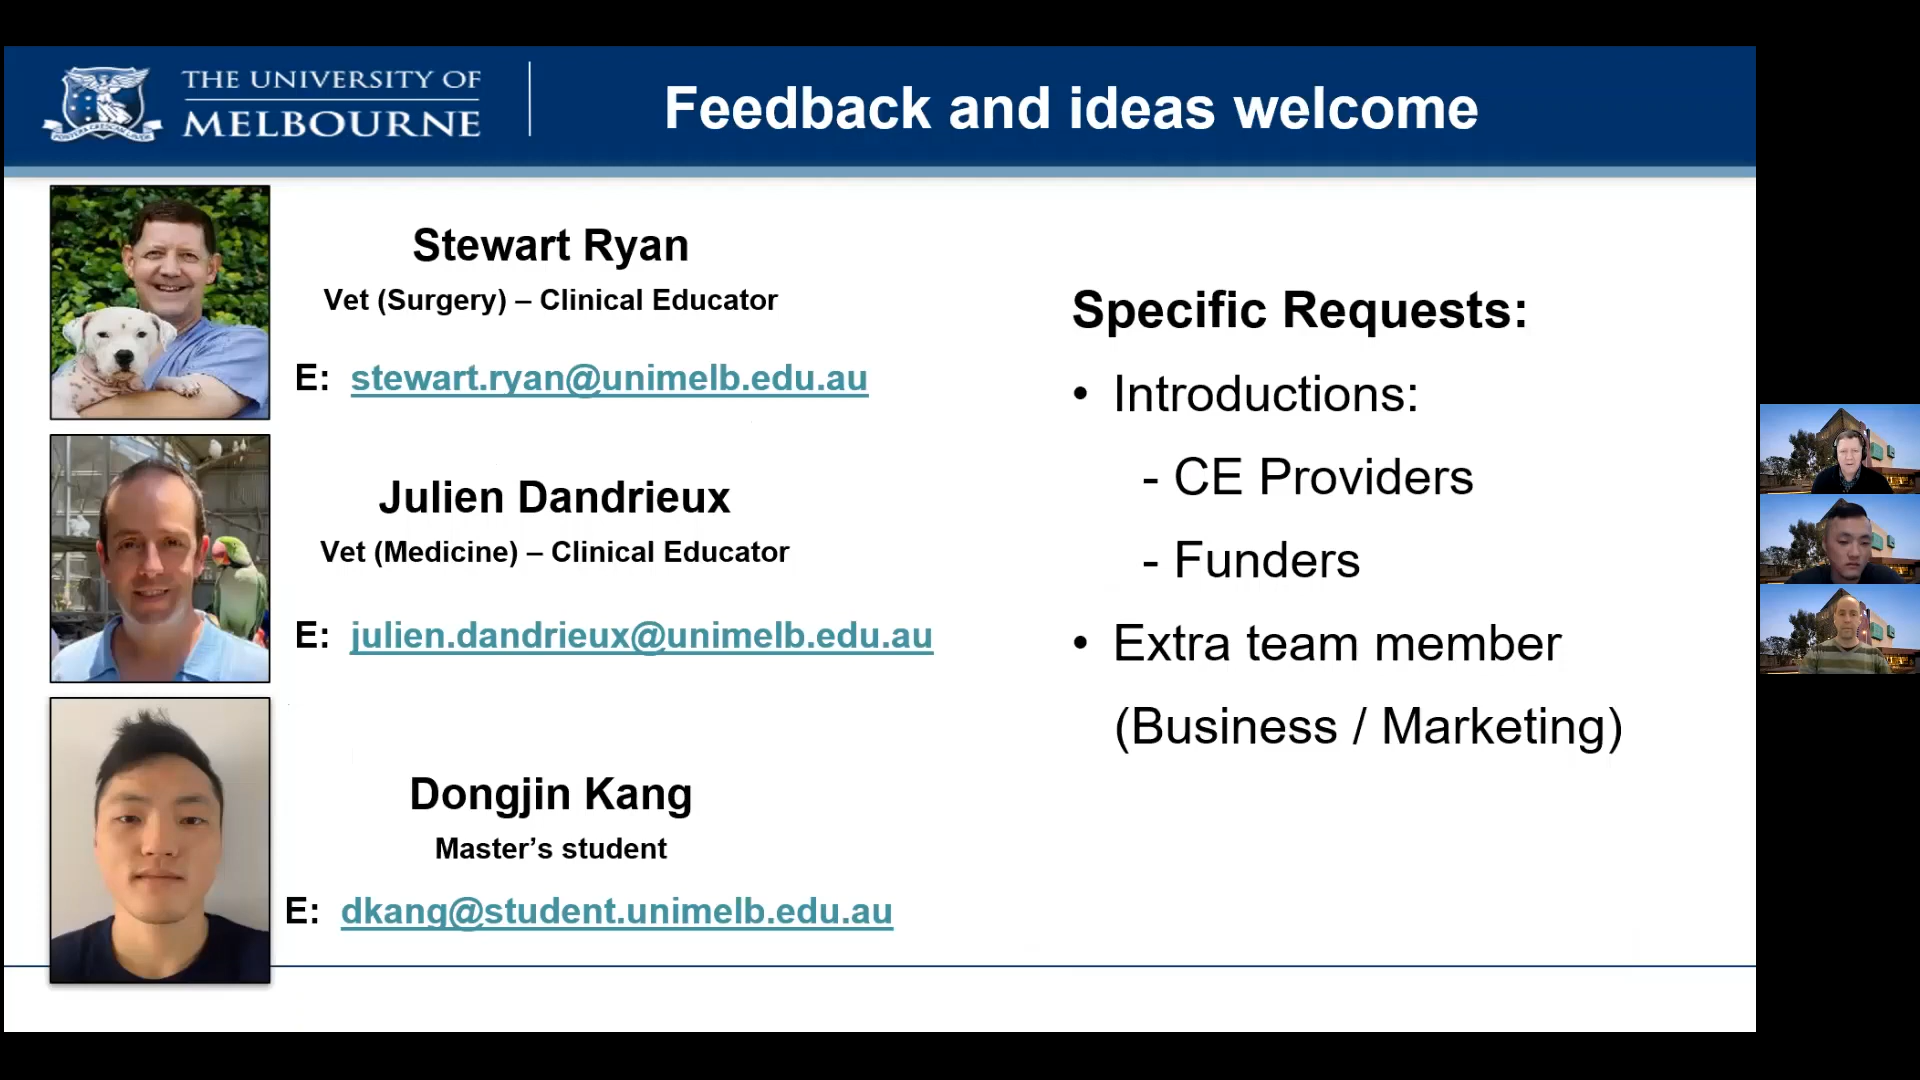 THE UNIVERSITY OF
MELBOURNE
Feedback and ideas welcome
Stewart Ryan
Vet (Surgery) – Clinical Educator
E: stewart.ryan@unimelb.edu.au
Julien Dandrieux
Vet (Medicine) – Clinical Educator
E: julien.dandrieux@unimelb.edu.au
Dongjin Kang
Master’s student
E: dkang@student.unimelb.edu.au
Specific Requests:
• Introductions:
- CE Providers
- Funders
• Extra team member
(Business / Marketing)